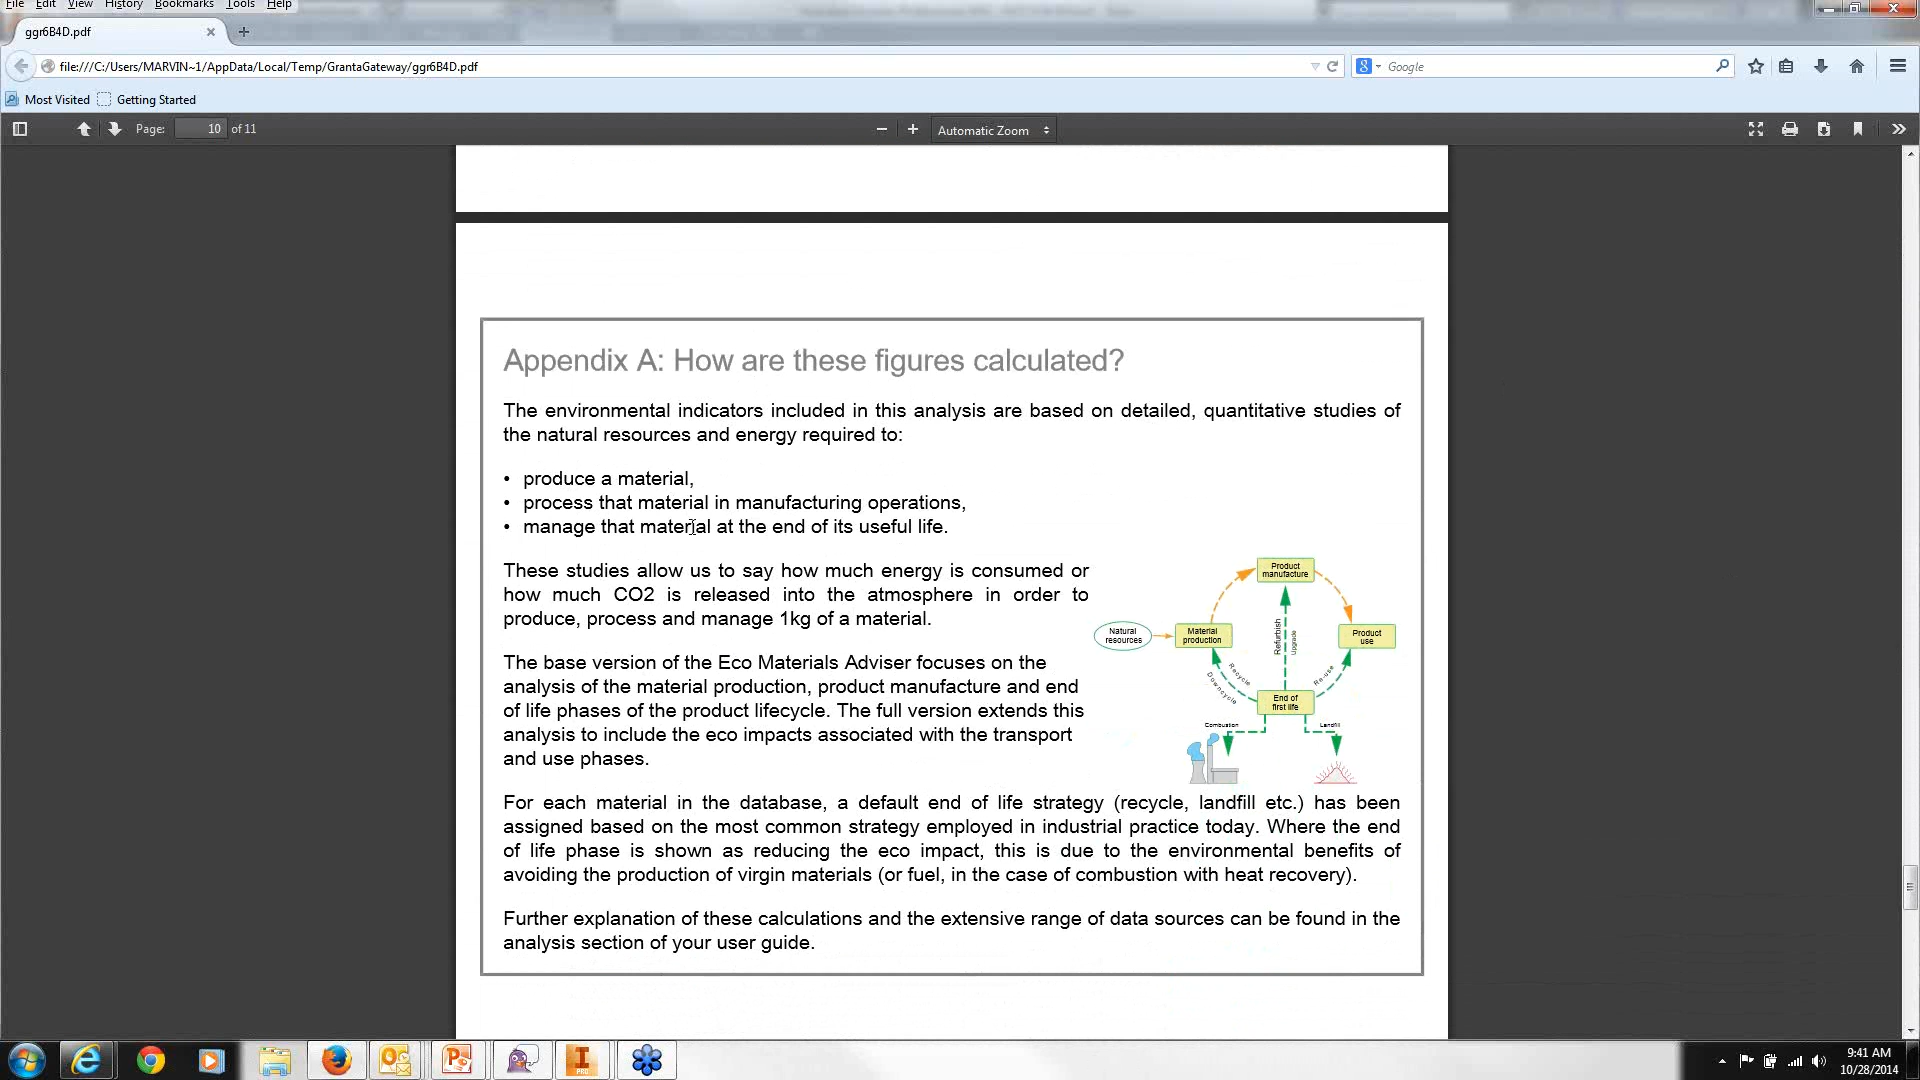 File Edit View History Bookmarks Tools Help
ggr6B4D.pdf
file:///C:/Users/MARVIN~1/AppData/Local/Temp/GrantaGateway/ggr6B4D.pdf
Google
Most Visited Getting Started
Page: 10 of 11
Automatic Zoom
Appendix A: How are these figures calculated?
The environmental indicators included in this analysis are based on detailed, quantitative studies of
the natural resources and energy required to:
• produce a material,
• process that material in manufacturing operations,
• manage that material at the end of its useful life.
These studies allow us to say how much energy is consumed or
how much CO2 is released into the atmosphere in order to
produce, process and manage 1kg of a material.
The base version of the Eco Materials Adviser focuses on the
analysis of the material production, product manufacture and end
of life phases of the product lifecycle. The full version extends this
analysis to include the eco impacts associated with the transport
and use phases.
Product
manufacture
Natural
resources
Material
production
Product
use
Refurbish
Upgrade
Recycle
Downcycle
Re-use
End of
first life
Combustion
Landfill
For each material in the database, a default end of life strategy (recycle, landfill etc.) has been
assigned based on the most common strategy employed in industrial practice today. Where the end
of life phase is shown as reducing the eco impact, this is due to the environmental benefits of
avoiding the production of virgin materials (or fuel, in the case of combustion with heat recovery).
Further explanation of these calculations and the extensive range of data sources can be found in the
analysis section of your user guide.
9:41 AM
10/28/2014